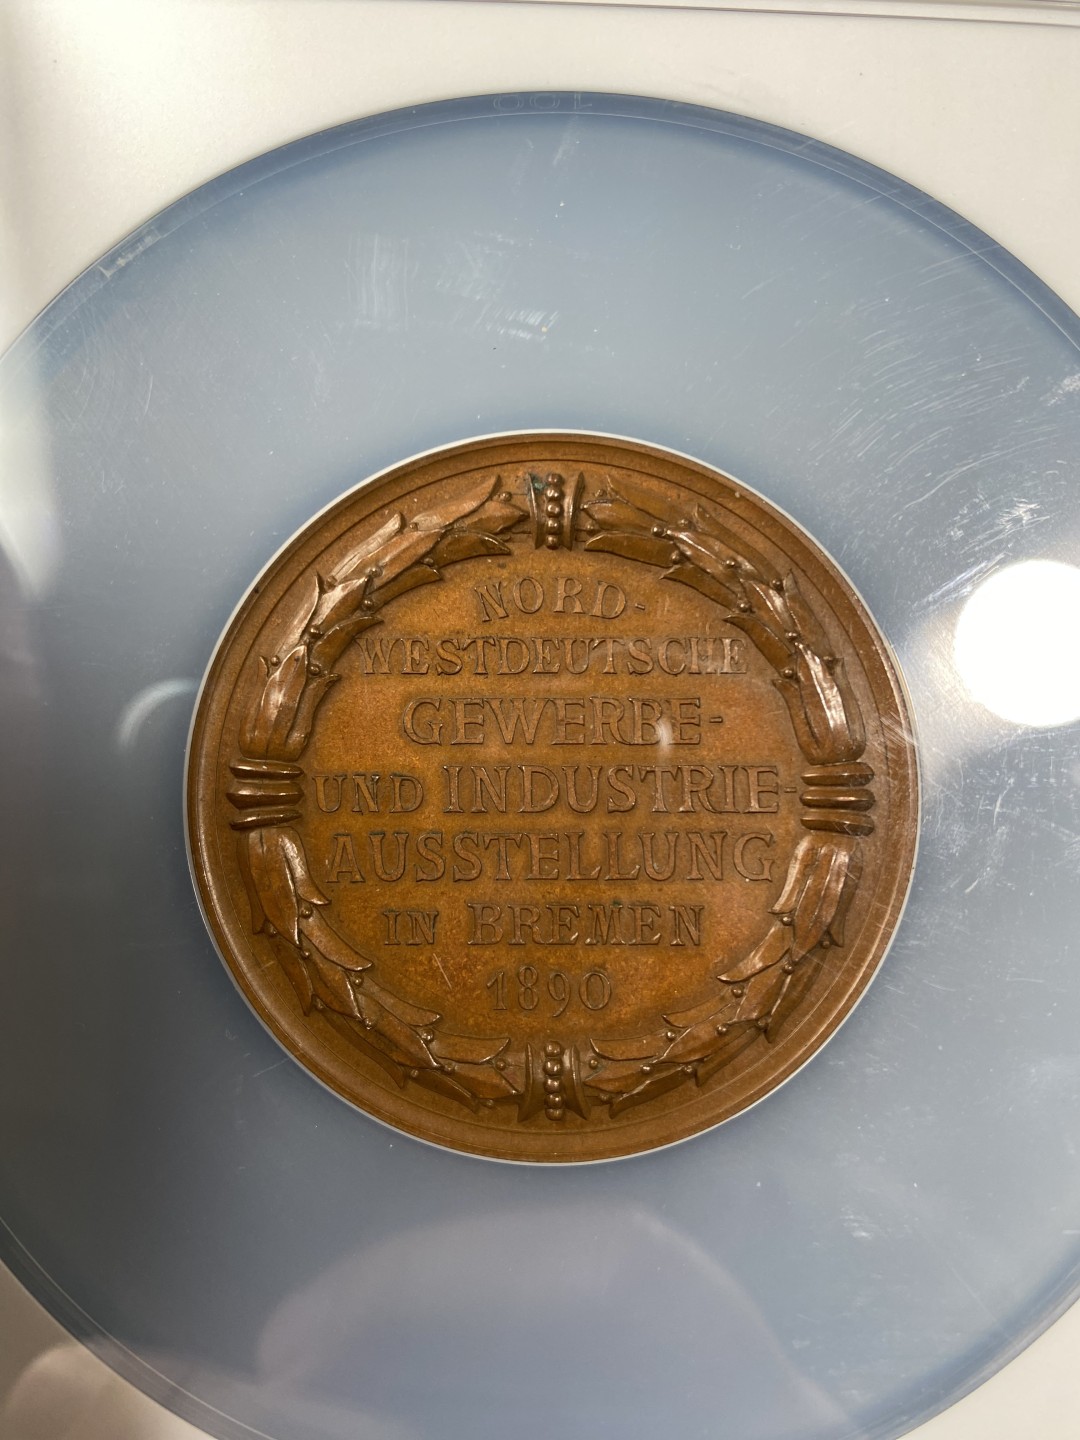 NORD-
WESTDEUTSCHE
GEWERBE-
UND INDUSTRIE-
AUSSTELLUNG
IN BREMEN
1890